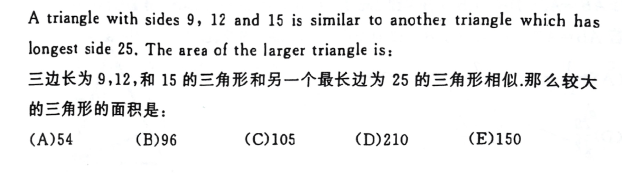 A triangle with sides 9, 12 and 15 is similar to another triangle which has
longest side 25. The area of the larger triangle is:
三边长为 9,12,和 15 的三角形和另一个最长边为 25 的三角形相似.那么较大
的三角形的面积是:
(A)54 (B)96 (C)105 (D)210 (E)150